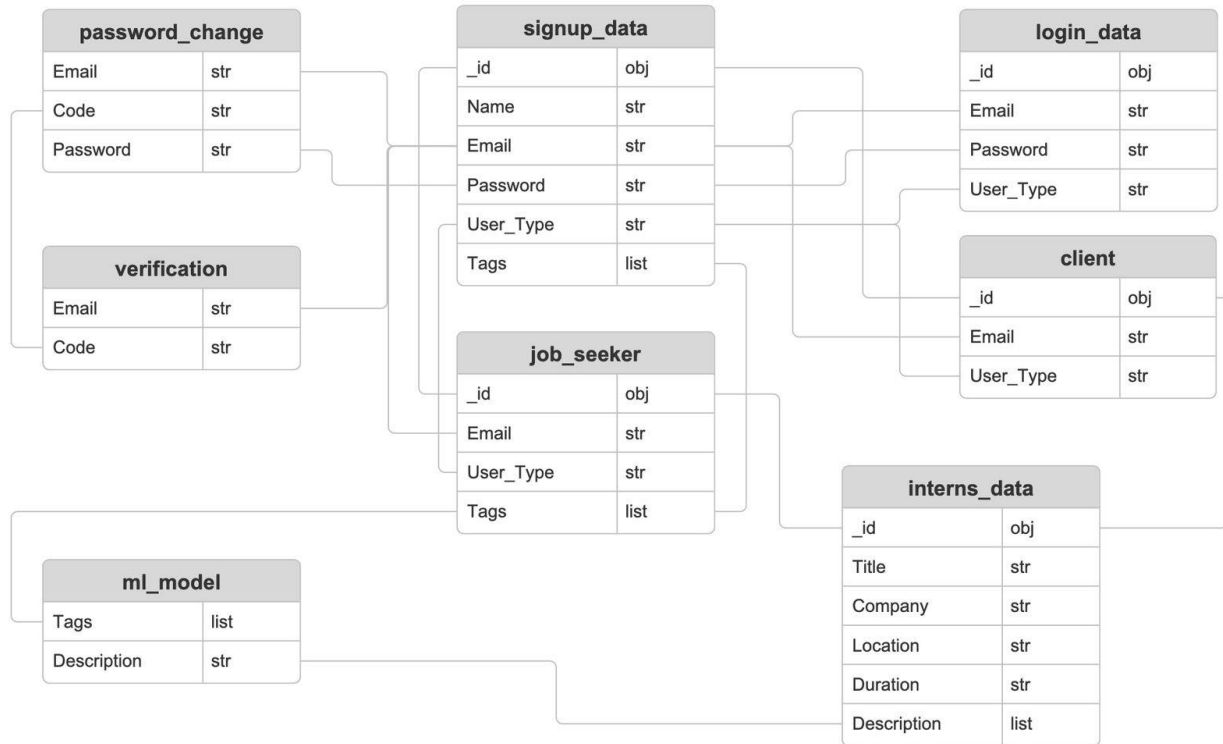 password_change
Email str
Code str
Password str
signup_data
_id obj
Name str
Email str
Password str
User_Type str
Tags list
login_data
_id obj
Email str
Password str
User_Type str
verification
Email str
Code str
client
_id obj
Email str
User_Type str
job_seeker
_id obj
Email str
User_Type str
Tags list
interns_data
_id obj
Title str
Company str
Location str
Duration str
Description list
ml_model
Tags list
Description str